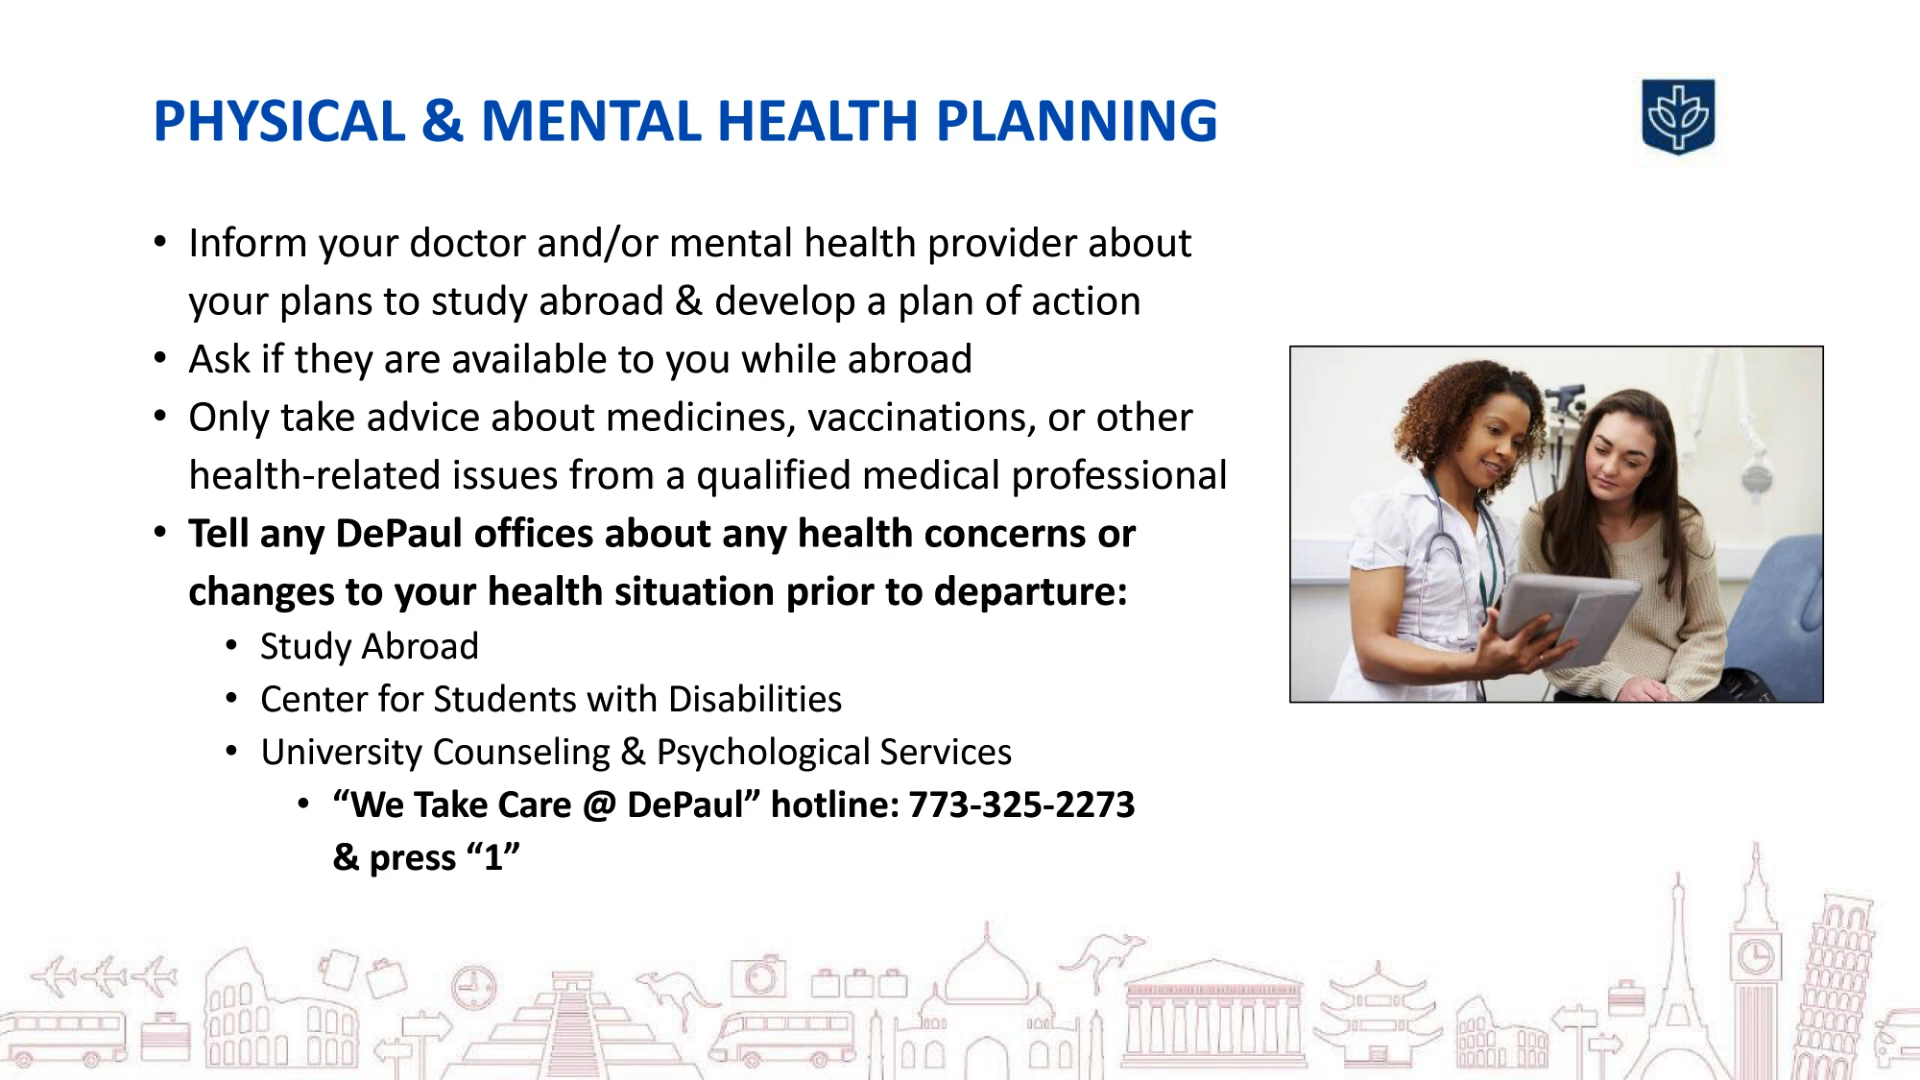 PHYSICAL & MENTAL HEALTH PLANNING
• Inform your doctor and/or mental health provider about
your plans to study abroad & develop a plan of action
• Ask if they are available to you while abroad
• Only take advice about medicines, vaccinations, or other
health-related issues from a qualified medical professional
• Tell any DePaul offices about any health concerns or
changes to your health situation prior to departure:
• Study Abroad
• Center for Students with Disabilities
• University Counseling & Psychological Services
• “We Take Care @ DePaul” hotline: 773-325-2273
& press “1”